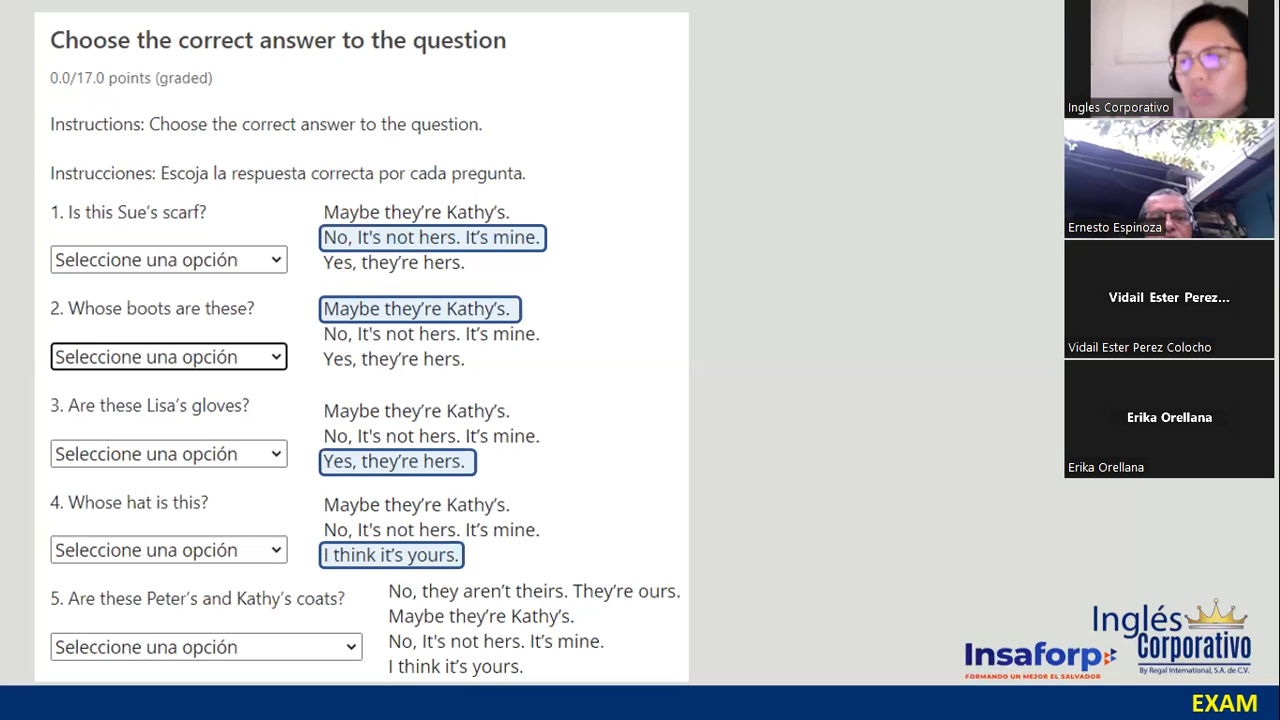 Choose the correct answer to the question
0.0/17.0 points (graded)
Instructions: Choose the correct answer to the question.
Instrucciones: Escoja la respuesta correcta por cada pregunta.
1. Is this Sue's scarf?
Seleccione una opción
Maybe they’re Kathy’s.
No, It's not hers. It’s mine.
Yes, they’re hers.
2. Whose boots are these?
Seleccione una opción
Maybe they’re Kathy’s.
No, It's not hers. It’s mine.
Yes, they’re hers.
3. Are these Lisa’s gloves?
Seleccione una opción
Maybe they’re Kathy’s.
No, It's not hers. It’s mine.
Yes, they’re hers.
4. Whose hat is this?
Seleccione una opción
Maybe they’re Kathy’s.
No, It's not hers. It’s mine.
I think it’s yours.
5. Are these Peter’s and Kathy’s coats?
Seleccione una opción
No, they aren’t theirs. They’re ours.
Maybe they’re Kathy’s.
No, It's not hers. It’s mine.
I think it’s yours.
Ingles Corporativo
Ernesto Espinoza
Vidail Ester Perez...
Vidail Ester Perez Colocho
Erika Orellana
Erika Orellana
Insaforp
FORMANDO UN MEJOR EL SALVADOR
Inglés
Corporativo
By Regal International, S.A. de C.V.
EXAM